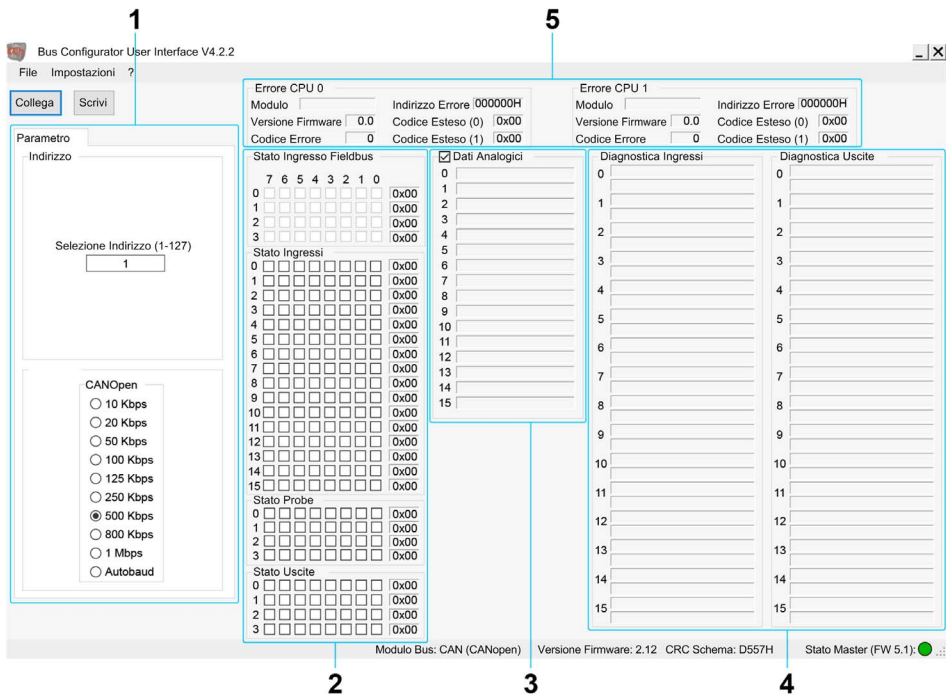 1
5
Bus Configurator User Interface V4.2.2
File Impostazioni ?
Collega Scrivi
Parametro
Indirizzo
Selezione Indirizzo (1-127)
1
CANOpen
10 Kbps
20 Kbps
50 Kbps
100 Kbps
125 Kbps
250 Kbps
500 Kbps
800 Kbps
1 Mbps
Autobaud
Errore CPU 0
Modulo Indirizzo Errore 000000H
Versione Firmware 0.0 Codice Esteso (0) 0x00
Codice Errore 0 Codice Esteso (1) 0x00
Errore CPU 1
Modulo Indirizzo Errore 000000H
Versione Firmware 0.0 Codice Esteso (0) 0x00
Codice Errore 0 Codice Esteso (1) 0x00
Stato Ingresso Fieldbus
7 6 5 4 3 2 1 0
0 0x00
1 0x00
2 0x00
3 0x00
Stato Ingressi
0 0x00
1 0x00
2 0x00
3 0x00
4 0x00
5 0x00
6 0x00
7 0x00
8 0x00
9 0x00
10 0x00
11 0x00
12 0x00
13 0x00
14 0x00
15 0x00
Stato Probe
0 0x00
1 0x00
2 0x00
3 0x00
Stato Uscite
0 0x00
1 0x00
2 0x00
3 0x00
Dati Analogici
0
1
2
3
4
5
6
7
8
9
10
11
12
13
14
15
Diagnostica Ingressi
0
1
2
3
4
5
6
7
8
9
10
11
12
13
14
15
Diagnostica Uscite
0
1
2
3
4
5
6
7
8
9
10
11
12
13
14
15
Modulo Bus: CAN (CANopen) Versione Firmware: 2.12 CRC Schema: D557H Stato Master (FW 5.1):
2
3
4